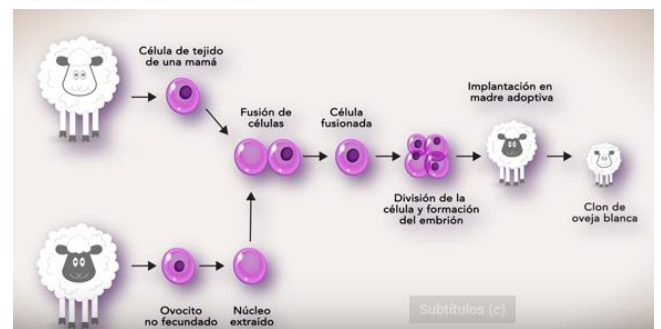 Célula de tejido
de una mamá
Fusión de
células
Célula
fusionada
División de la
célula y formación
del embrión
Implantación en
madre adoptiva
Clon de
oveja blanca
Ovocito
no fecundado
Núcleo
extraído
Subtítulos (c)